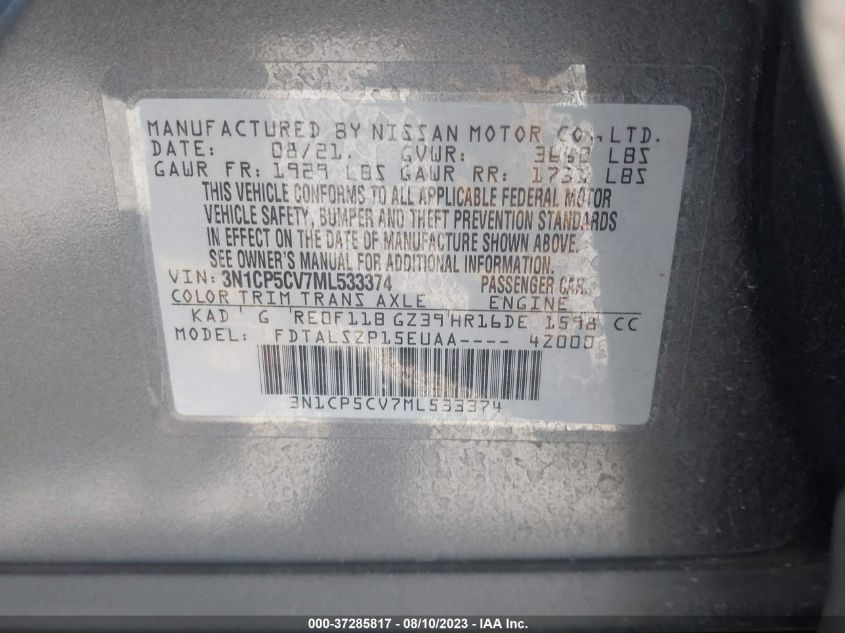 MANUFACTURED BY NISSAN MOTOR CO.,LTD.
DATE: 08/21. GVWR: 3660 LBS
GAWR FR: 1929 LBS GAWR RR: 1731 LBS
THIS VEHICLE CONFORMS TO ALL APPLICABLE FEDERAL MOTOR
VEHICLE SAFETY, BUMPER AND THEFT PREVENTION STANDARDS
IN EFFECT ON THE DATE OF MANUFACTURE SHOWN ABOVE.
SEE OWNER'S MANUAL FOR ADDITIONAL INFORMATION.
VIN: 3N1CP5CV7ML533374 PASSENGER CAR
COLOR TRIM TRANS AXLE ENGINE
KAD G RE0F11B GZ39 HR16DE 1598 CC
MODEL: FDTALSZP15EUAA---- 42000
3N1CP5CV7ML533374
000-37285817 - 08/10/2023 - IAA Inc.